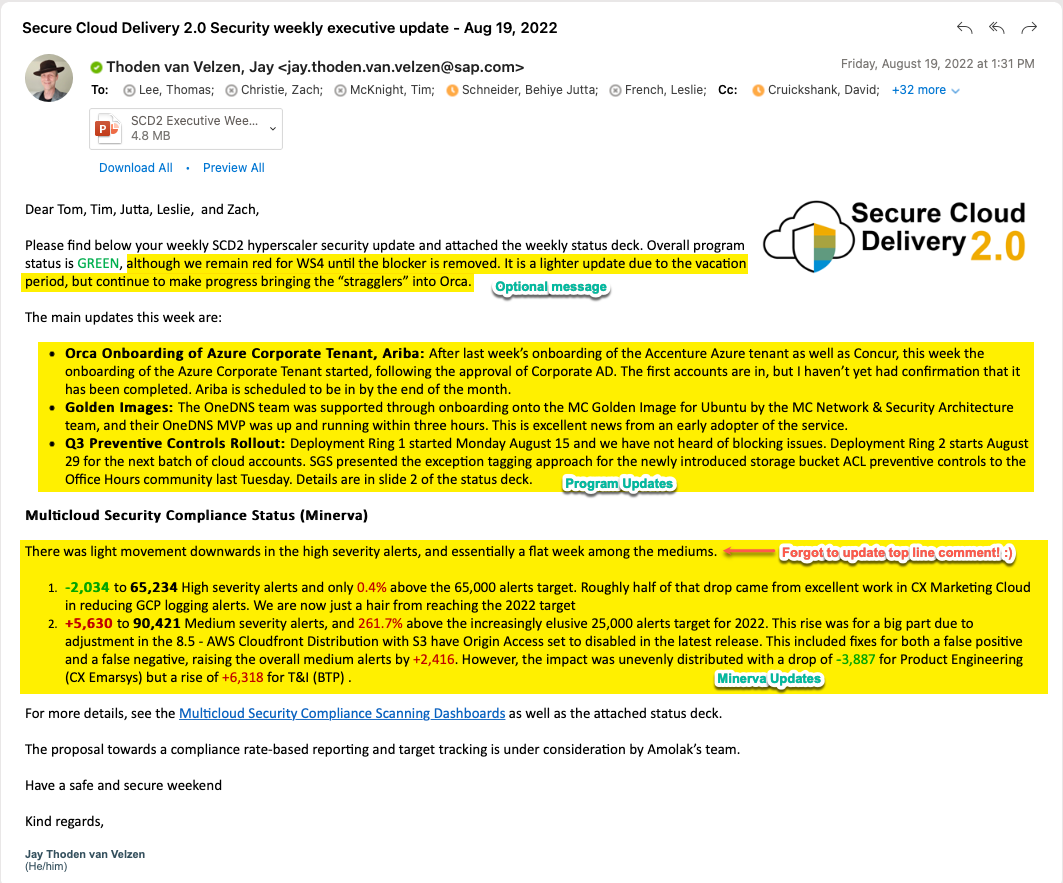 Secure Cloud Delivery 2.0 Security weekly executive update - Aug 19, 2022
Thoden van Velzen, Jay <jay.thoden.van.velzen@sap.com>
Friday, August 19, 2022 at 1:31 PM
To: Lee, Thomas; Christie, Zach; McKnight, Tim; Schneider, Behiye Jutta; French, Leslie; Cc: Cruickshank, David; +32 more
P
SCD2 Executive Wee...
4.8 MB
Download All • Preview All
Dear Tom, Tim, Jutta, Leslie, and Zach,
Secure Cloud
Delivery 2.0
Please find below your weekly SCD2 hyperscaler security update and attached the weekly status deck. Overall program
status is GREEN, although we remain red for WS4 until the blocker is removed. It is a lighter update due to the vacation
period, but continue to make progress bringing the “stragglers” into Orca.
Optional message
The main updates this week are:
• Orca Onboarding of Azure Corporate Tenant, Ariba: After last week’s onboarding of the Accenture Azure tenant as well as Concur, this week the
onboarding of the Azure Corporate Tenant started, following the approval of Corporate AD. The first accounts are in, but I haven’t yet had confirmation that it
has been completed. Ariba is scheduled to be in by the end of the month.
• Golden Images: The OneDNS team was supported through onboarding onto the MC Golden Image for Ubuntu by the MC Network & Security Architecture
team, and their OneDNS MVP was up and running within three hours. This is excellent news from an early adopter of the service.
• Q3 Preventive Controls Rollout: Deployment Ring 1 started Monday August 15 and we have not heard of blocking issues. Deployment Ring 2 starts August
29 for the next batch of cloud accounts. SGS presented the exception tagging approach for the newly introduced storage bucket ACL preventive controls to the
Office Hours community last Tuesday. Details are in slide 2 of the status deck.
Program Updates
Multicloud Security Compliance Status (Minerva)
There was light movement downwards in the high severity alerts, and essentially a flat week among the mediums.
Forgot to update top line comment! :)
1. -2,034 to 65,234 High severity alerts and only 0.4% above the 65,000 alerts target. Roughly half of that drop came from excellent work in CX Marketing Cloud
in reducing GCP logging alerts. We are now just a hair from reaching the 2022 target
2. +5,630 to 90,421 Medium severity alerts, and 261.7% above the increasingly elusive 25,000 alerts target for 2022. This rise was for a big part due to
adjustment in the 8.5 - AWS Cloudfront Distribution with S3 have Origin Access set to disabled in the latest release. This included fixes for both a false positive
and a false negative, raising the overall medium alerts by +2,416. However, the impact was unevenly distributed with a drop of -3,887 for Product Engineering
(CX Emarsys) but a rise of +6,318 for T&I (BTP) .
Minerva Updates
For more details, see the Multicloud Security Compliance Scanning Dashboards as well as the attached status deck.
The proposal towards a compliance rate-based reporting and target tracking is under consideration by Amolak’s team.
Have a safe and secure weekend
Kind regards,
Jay Thoden van Velzen
(He/him)